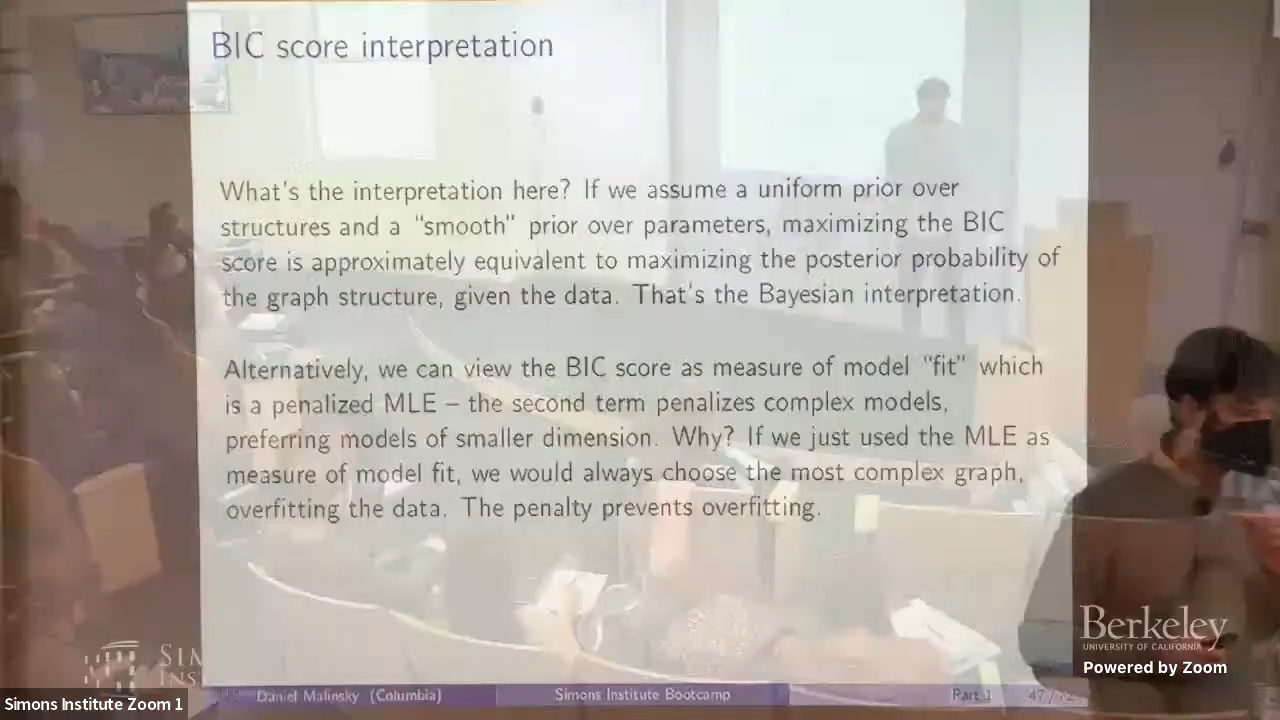 BIC score interpretation
What's the interpretation here? If we assume a uniform prior over
structures and a "smooth" prior over parameters, maximizing the BIC
score is approximately equivalent to maximizing the posterior probability of
the graph structure, given the data. That's the Bayesian interpretation.
Alternatively, we can view the BIC score as measure of model "fit" which
is a penalized MLE – the second term penalizes complex models,
preferring models of smaller dimension. Why? If we just used the MLE as
measure of model fit, we would always choose the most complex graph,
overfitting the data. The penalty prevents overfitting.
Berkeley
UNIVERSITY OF CALIFORNIA
Powered by Zoom
Daniel Malinsky (Columbia)
Simons Institute Bootcamp
Part 1
Simons Institute Zoom 1